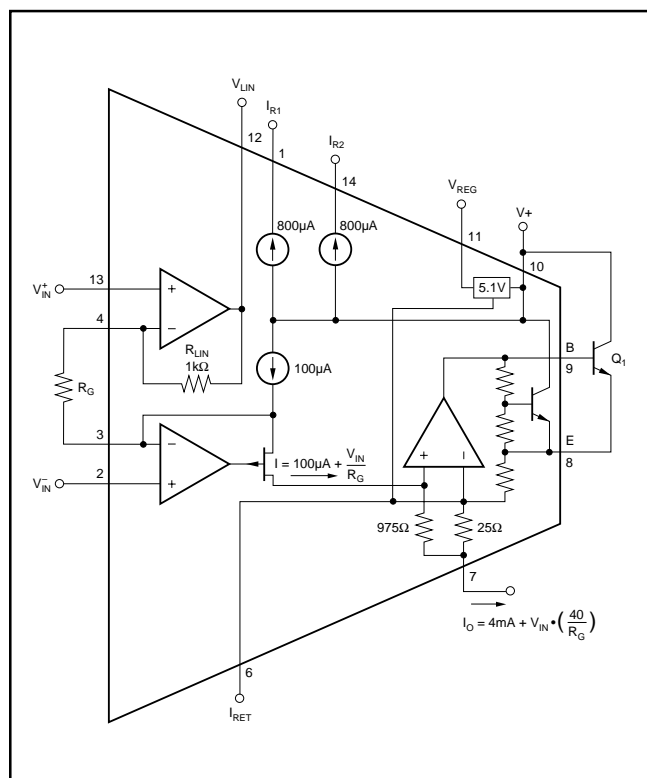 V_LIN
I_R1
12
1
I_R2
14
V_REG
V+
11
10
800µA
800µA
5.1V
13
V_IN^+
+
4
–
R_LIN
1kΩ
100µA
B
Q_1
9
R_G
3
–
E
8
I = 100µA + V_IN/R_G
+
–
2
V_IN^–
+
975Ω
25Ω
7
I_O = 4mA + V_IN • (40/R_G)
6
I_RET